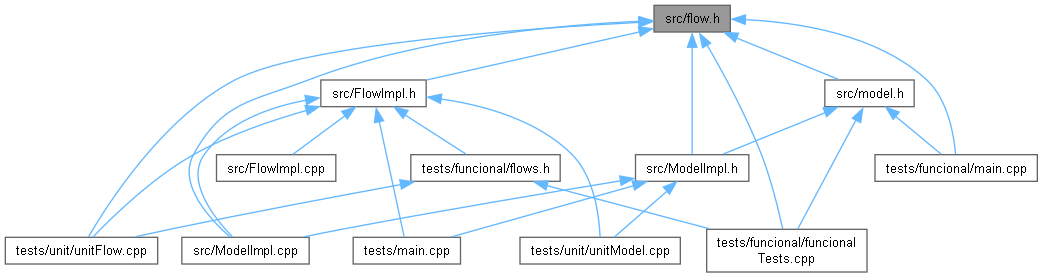 src/flow.h
src/FlowImpl.h
src/model.h
src/FlowImpl.cpp
tests/funcional/flows.h
src/ModelImpl.h
tests/funcional/main.cpp
tests/unit/unitFlow.cpp
src/ModelImpl.cpp
tests/main.cpp
tests/unit/unitModel.cpp
tests/funcional/funcional
Tests.cpp